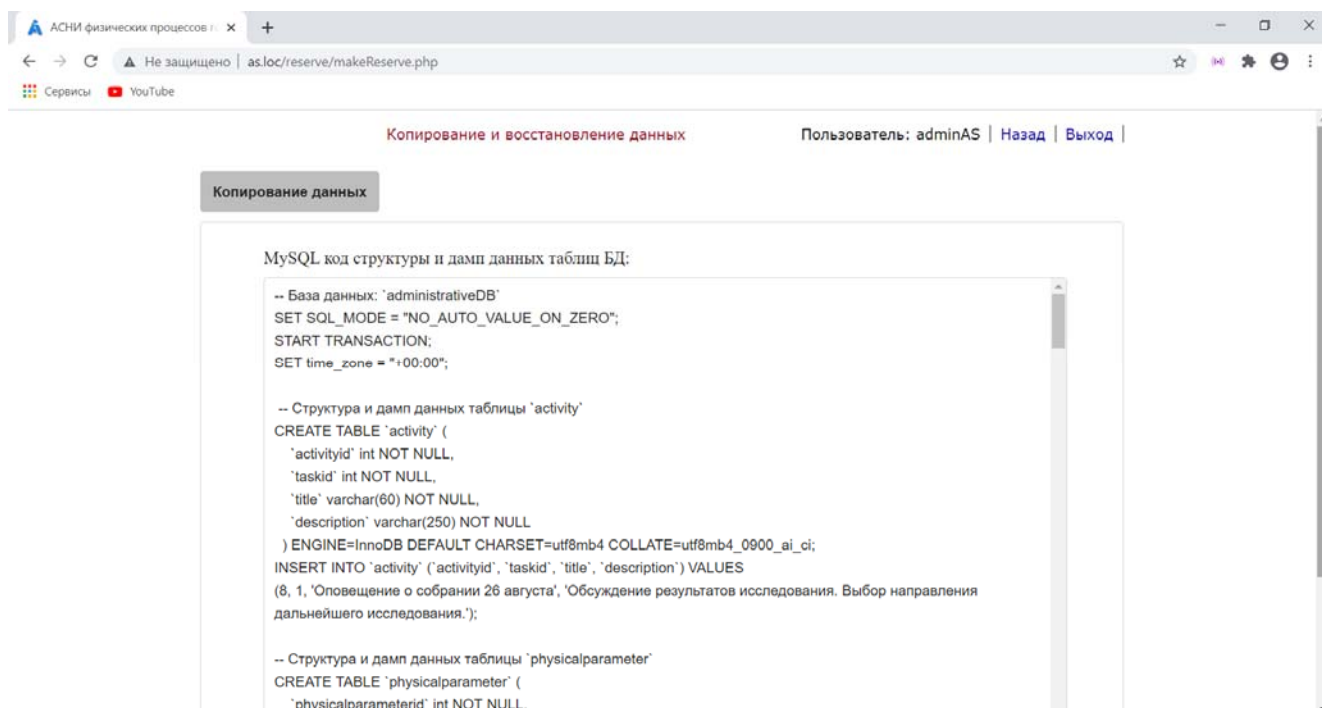 АСНИ физических процессов г
Не защищено | as.loc/reserve/makeReserve.php
Сервисы YouTube
Копирование и восстановление данных Пользователь: adminAS | Назад | Выход |
Копирование данных
MySQL код структуры и дамп данных таблиц БД:
-- База данных: `administrativeDB`
SET SQL_MODE = "NO_AUTO_VALUE_ON_ZERO";
START TRANSACTION;
SET time_zone = "+00:00";
-- Структура и дамп данных таблицы `activity`
CREATE TABLE `activity` (
`activityid` int NOT NULL,
`taskid` int NOT NULL,
`title` varchar(60) NOT NULL,
`description` varchar(250) NOT NULL
) ENGINE=InnoDB DEFAULT CHARSET=utf8mb4 COLLATE=utf8mb4_0900_ai_ci;
INSERT INTO `activity` (`activityid`, `taskid`, `title`, `description`) VALUES
(8, 1, 'Оповещение о собрании 26 августа', 'Обсуждение результатов исследования. Выбор направления
дальнейшего исследования.');
-- Структура и дамп данных таблицы `physicalparameter`
CREATE TABLE `physicalparameter` (
`physicalparameterid` int NOT NULL,